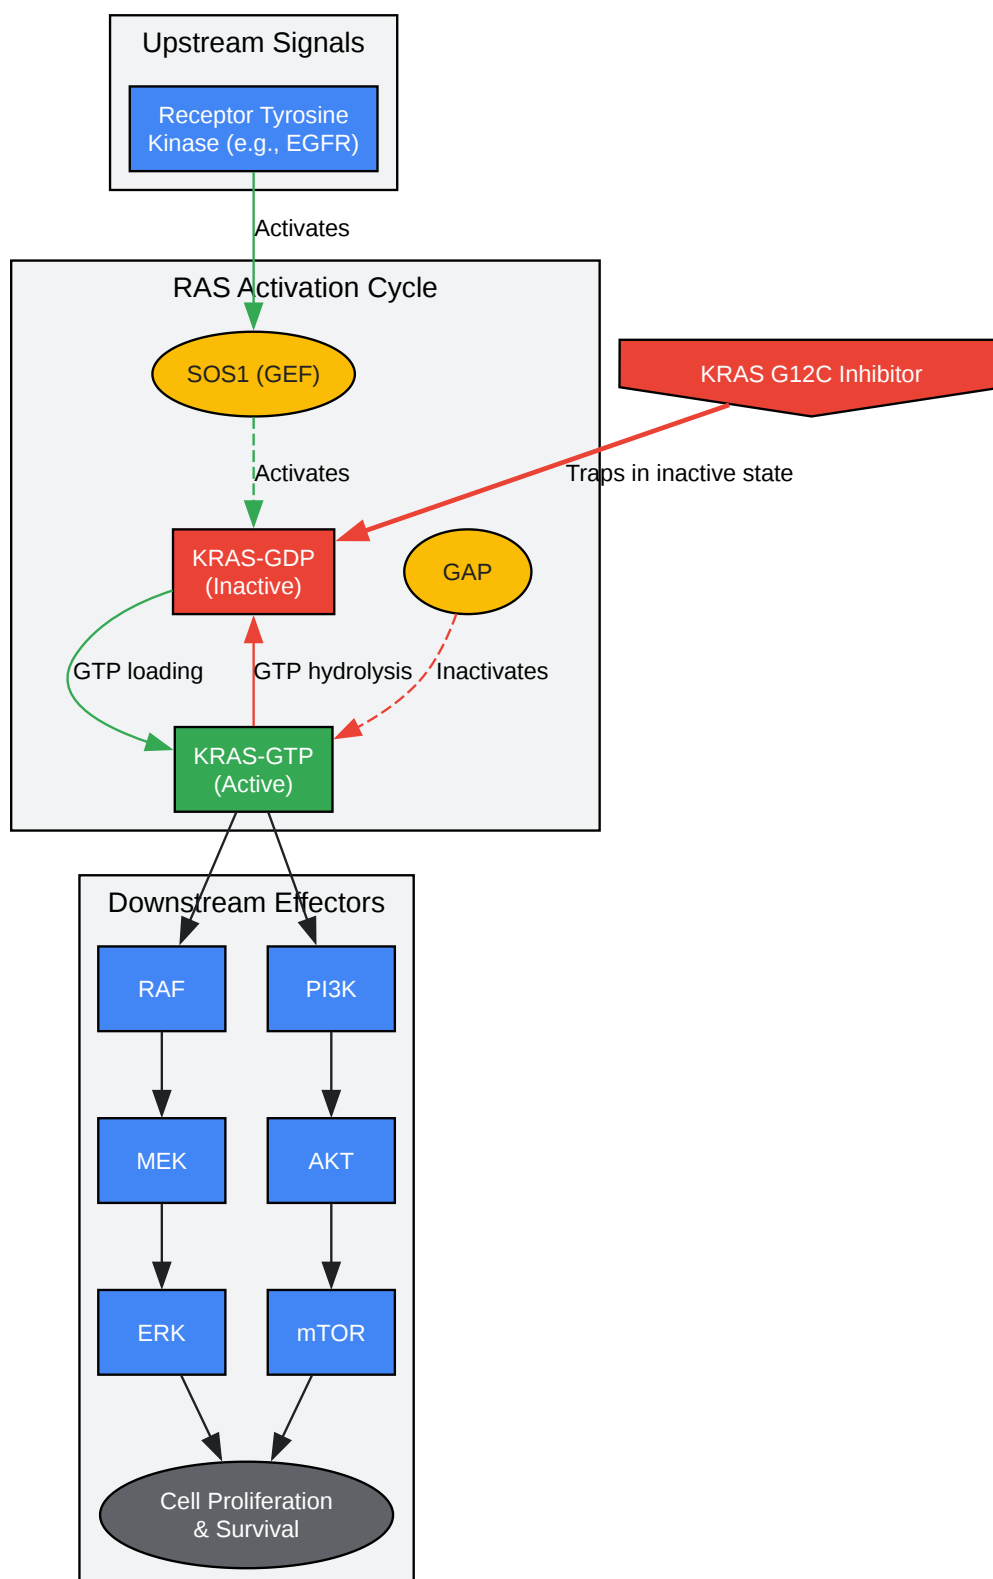 Upstream Signals
Receptor Tyrosine
Kinase (e.g., EGFR)
Activates
RAS Activation Cycle
SOS1 (GEF)
KRAS G12C Inhibitor
Activates
Traps in inactive state
KRAS-GDP
(Inactive)
GAP
GTP loading
GTP hydrolysis
Inactivates
KRAS-GTP
(Active)
Downstream Effectors
RAF
PI3K
MEK
AKT
ERK
mTOR
Cell Proliferation
& Survival